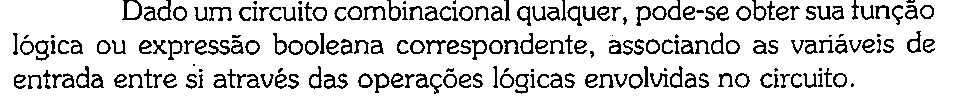 Dado um circuito combinacional qualquer, pode-se obter sua função
lógica ou expressão booleana correspondente, associando as variáveis de
entrada entre si através das operações lógicas envolvidas no circuito.